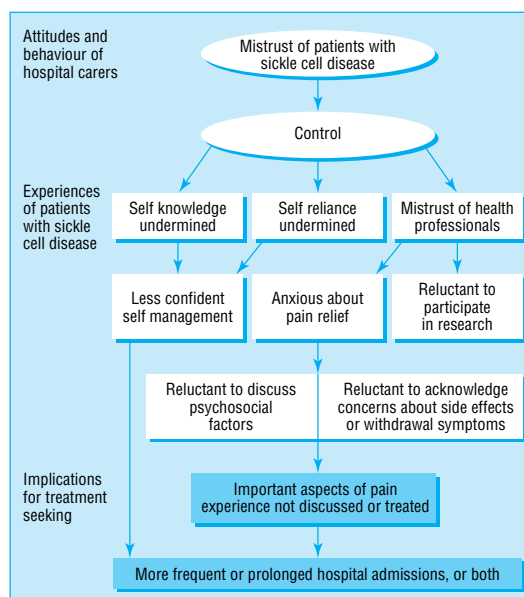 Attitudes and
behaviour of
hospital carers
Mistrust of patients with
sickle cell disease
Control
Experiences
of patients
with sickle
cell disease
Self knowledge
undermined
Self reliance
undermined
Mistrust of health
professionals
Less confident
self management
Anxious about
pain relief
Reluctant to
participate
in research
Reluctant to discuss
psychosocial
factors
Reluctant to acknowledge
concerns about side effects
or withdrawal symptoms
Implications
for treatment
seeking
Important aspects of pain
experience not discussed or treated
More frequent or prolonged hospital admissions, or both